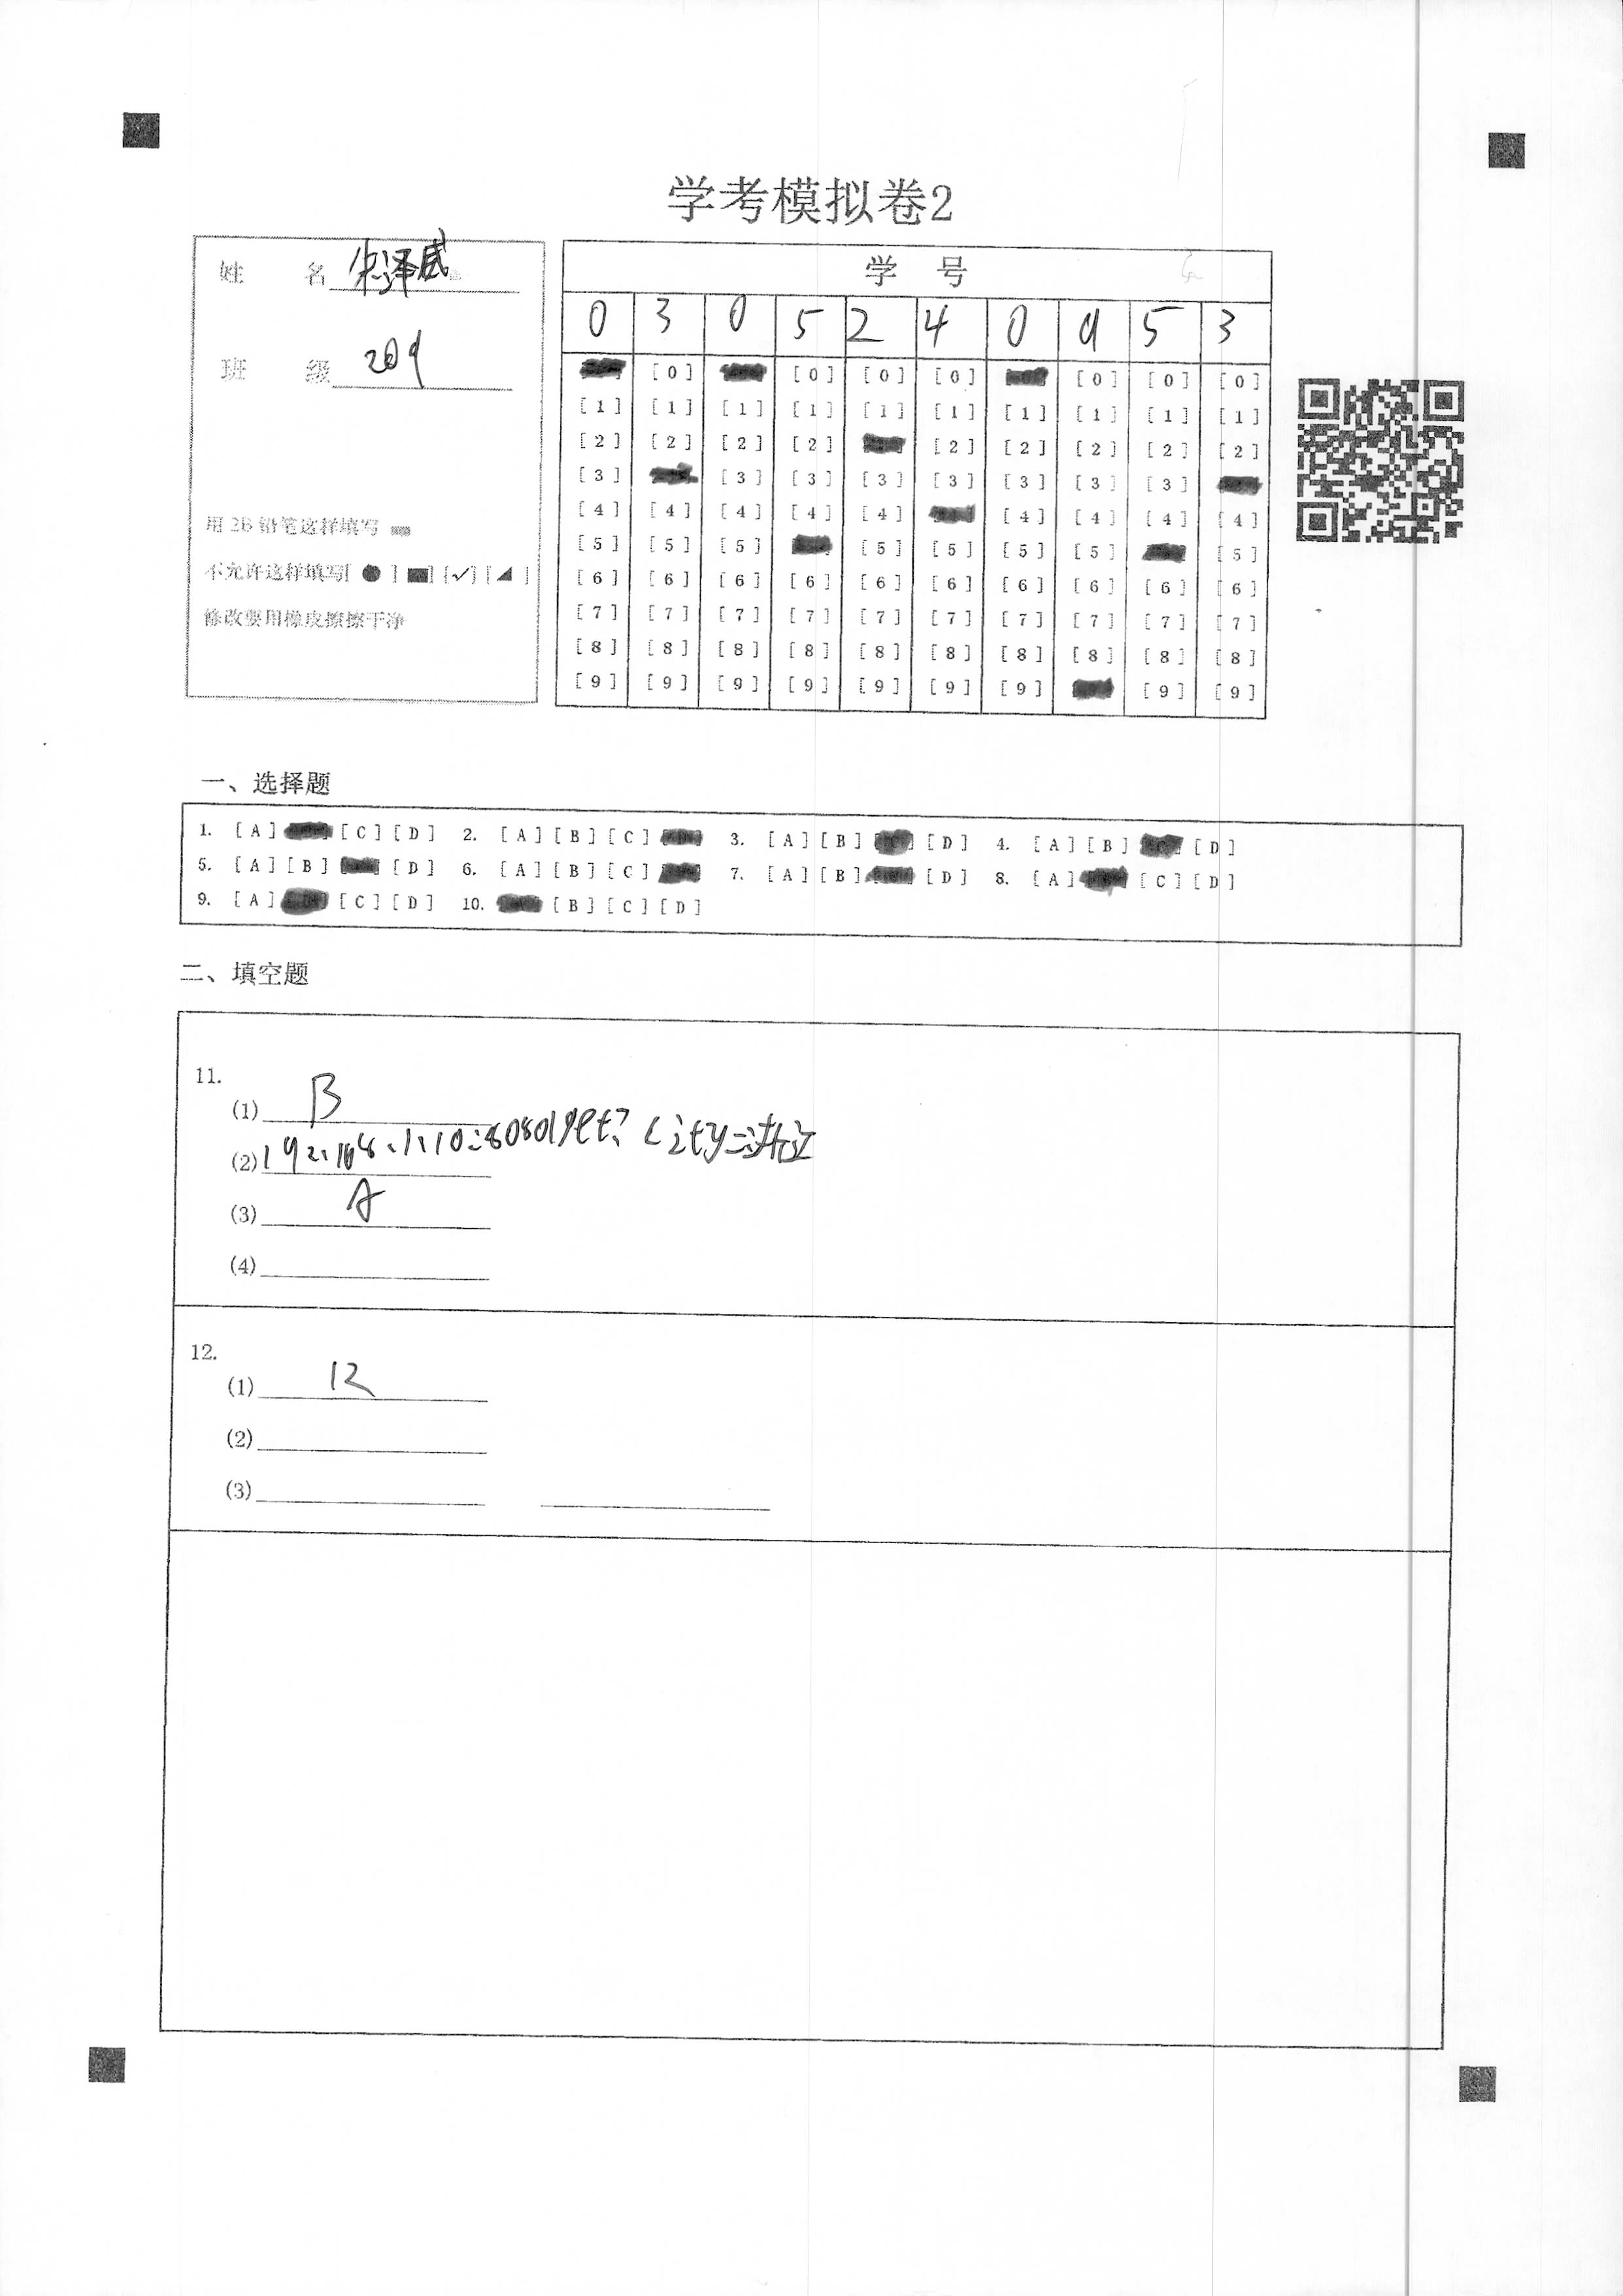 学考模拟卷2
姓 名 朱泽威
班 级 209
用 2B 铅笔这样填写
不允许这样填写[ ● ] [■] [✓] [◢ ]
修改要用橡皮擦擦干净
学 号
0 3 0 5 2 4 0 9 5 3
[0] [0] [0] [0] [0] [0] [0]
[1] [1] [1] [1] [1] [1] [1] [1] [1] [1]
[2] [2] [2] [2] [2] [2] [2] [2] [2]
[3] [3] [3] [3] [3] [3] [3] [3]
[4] [4] [4] [4] [4] [4] [4] [4] [4]
[5] [5] [5] [5] [5] [5] [5] [5]
[6] [6] [6] [6] [6] [6] [6] [6] [6] [6]
[7] [7] [7] [7] [7] [7] [7] [7] [7] [7]
[8] [8] [8] [8] [8] [8] [8] [8] [8] [8]
[9] [9] [9] [9] [9] [9] [9] [9] [9]
一、选择题
1. [A] [C] [D] 2. [A] [B] [C] 3. [A] [B] [D] 4. [A] [B] [D]
5. [A] [B] [D] 6. [A] [B] [C] 7. [A] [B] [D] 8. [A] [C] [D]
9. [A] [C] [D] 10. [B] [C] [D]
二、填空题
11.
(1) B
(2) 192.168.1.10:8080/get? city=
(3) A
(4)
12.
(1) 12
(2)
(3)